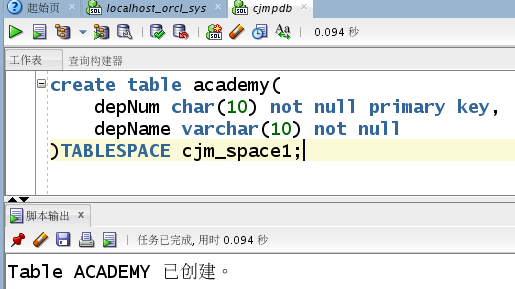 起始页 localhost_orcl_sys cjmpdb
0.094 秒
工作表 查询构建器
create table academy(
depNum char(10) not null primary key,
depName varchar(10) not null
)TABLESPACE cjm_space1;
脚本输出 x
任务已完成, 用时 0.094 秒
Table ACADEMY 已创建。